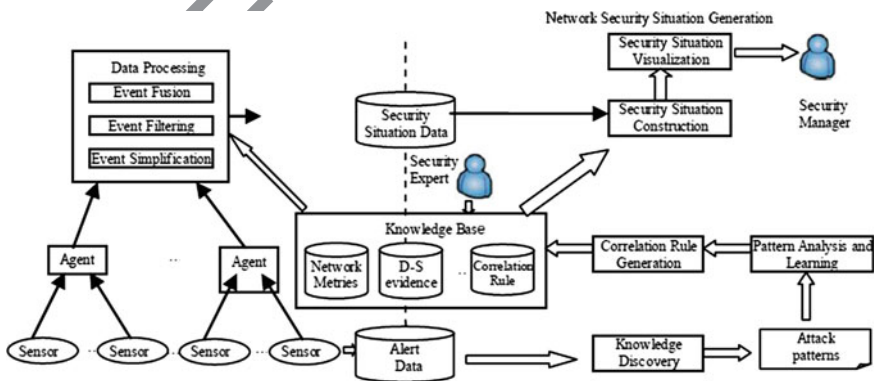 Network Security Situation Generation
Data Processing
Event Fusion
Event Filtering
Event Simplification
Security
Situation Data
Security Situation
Visualization
Security Situation
Construction
Security
Manager
Security
Expert
Knowledge Base
Network
Metrics
D-S
evidence
..
Correlation
Rule
Correlation Rule
Generation
Pattern Analysis and
Learning
Agent
...
Agent
Sensor
...
Sensor
Sensor
...
Sensor
Alert
Data
Knowledge
Discovery
Attack
patterns